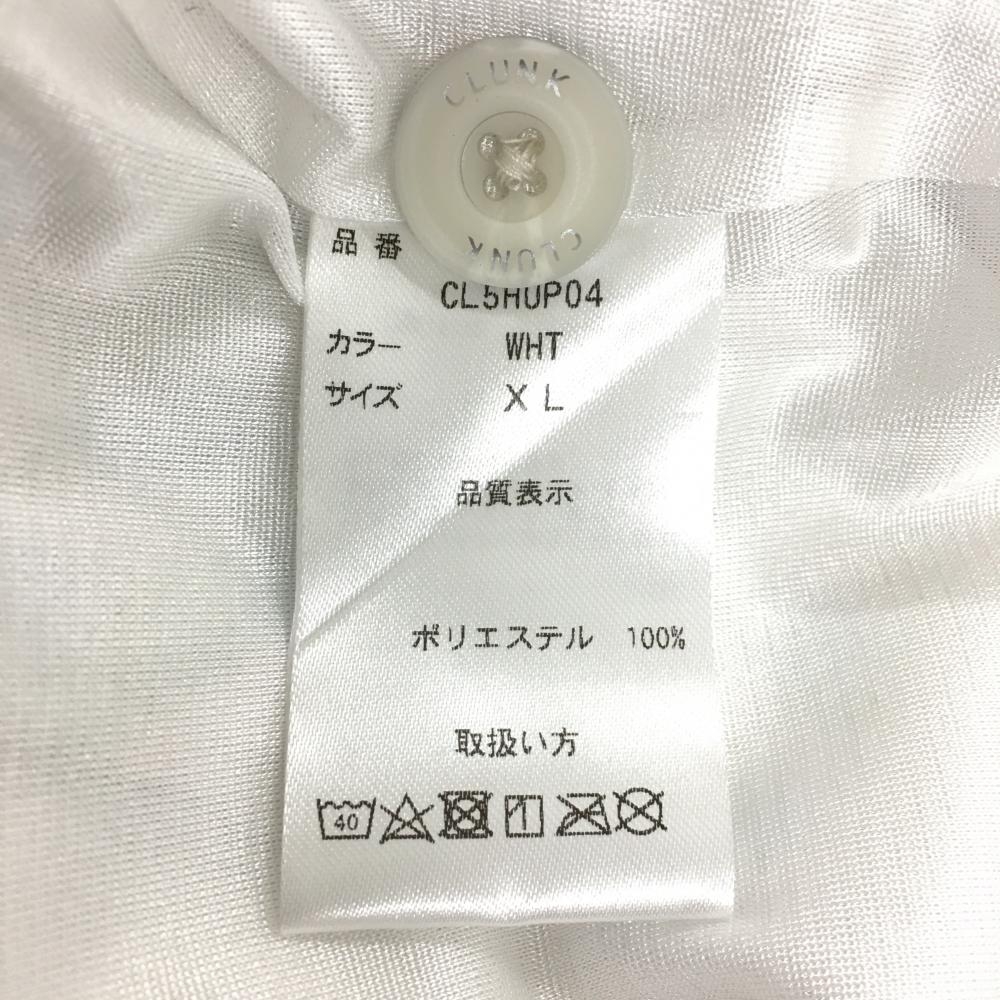 CLUNK
CLUNK
品番
CL5HUP04
カラー WHT
サイズ XL
品質表示
ポリエステル 100%
取扱い方
40